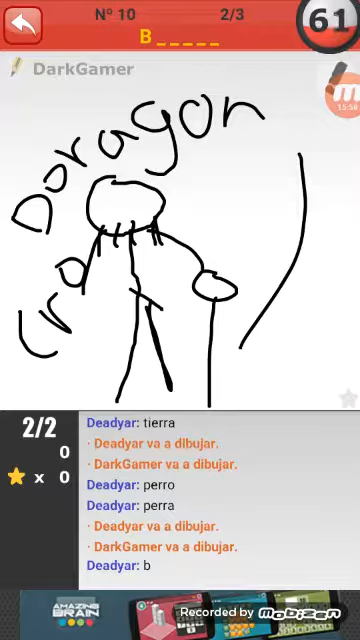 Nº 10
2/3
61
B _ _ _ _ _
DarkGamer
15:58
Doragon
Cro
2/2
0
x 0
Deadyar: tierra
· Deadyar va a dibujar.
· DarkGamer va a dibujar.
Deadyar: perro
Deadyar: perra
· Deadyar va a dibujar.
· DarkGamer va a dibujar.
Deadyar: b
AMAZING
BRAIN
Recorded by mobizen